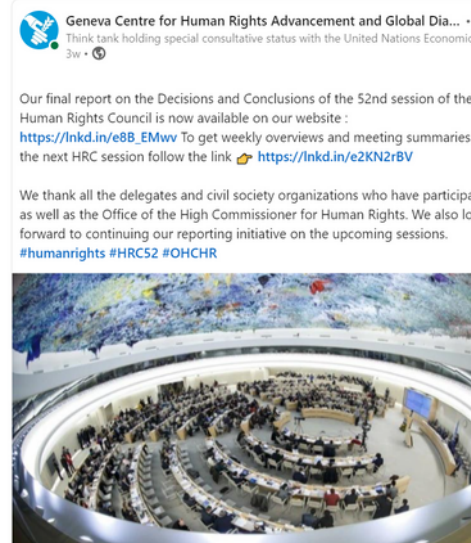 Geneva Centre for Human Rights Advancement and Global Dia... •
Think tank holding special consultative status with the United Nations Economic
3w •
Our final report on the Decisions and Conclusions of the 52nd session of the
Human Rights Council is now available on our website :
https://lnkd.in/e8B_EMwv To get weekly overviews and meeting summaries
the next HRC session follow the link 👉 https://lnkd.in/e2KN2rBV
We thank all the delegates and civil society organizations who have participa
as well as the Office of the High Commissioner for Human Rights. We also lo
forward to continuing our reporting initiative on the upcoming sessions.
#humanrights #HRC52 #OHCHR